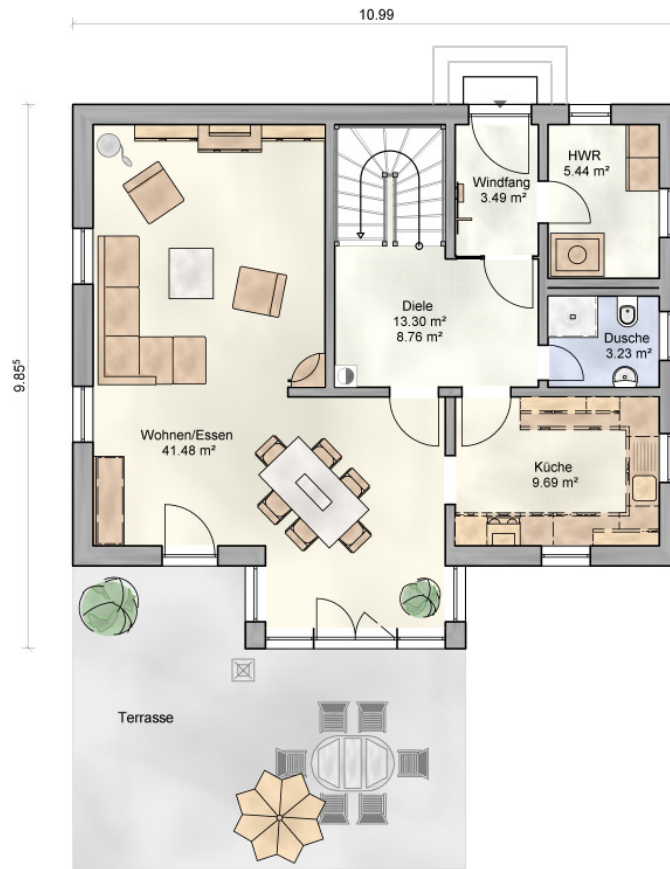 10.99
9.85⁵
HWR
5.44 m²
Windfang
3.49 m²
Diele
13.30 m²
8.76 m²
Dusche
3.23 m²
Wohnen/Essen
41.48 m²
Küche
9.69 m²
Terrasse